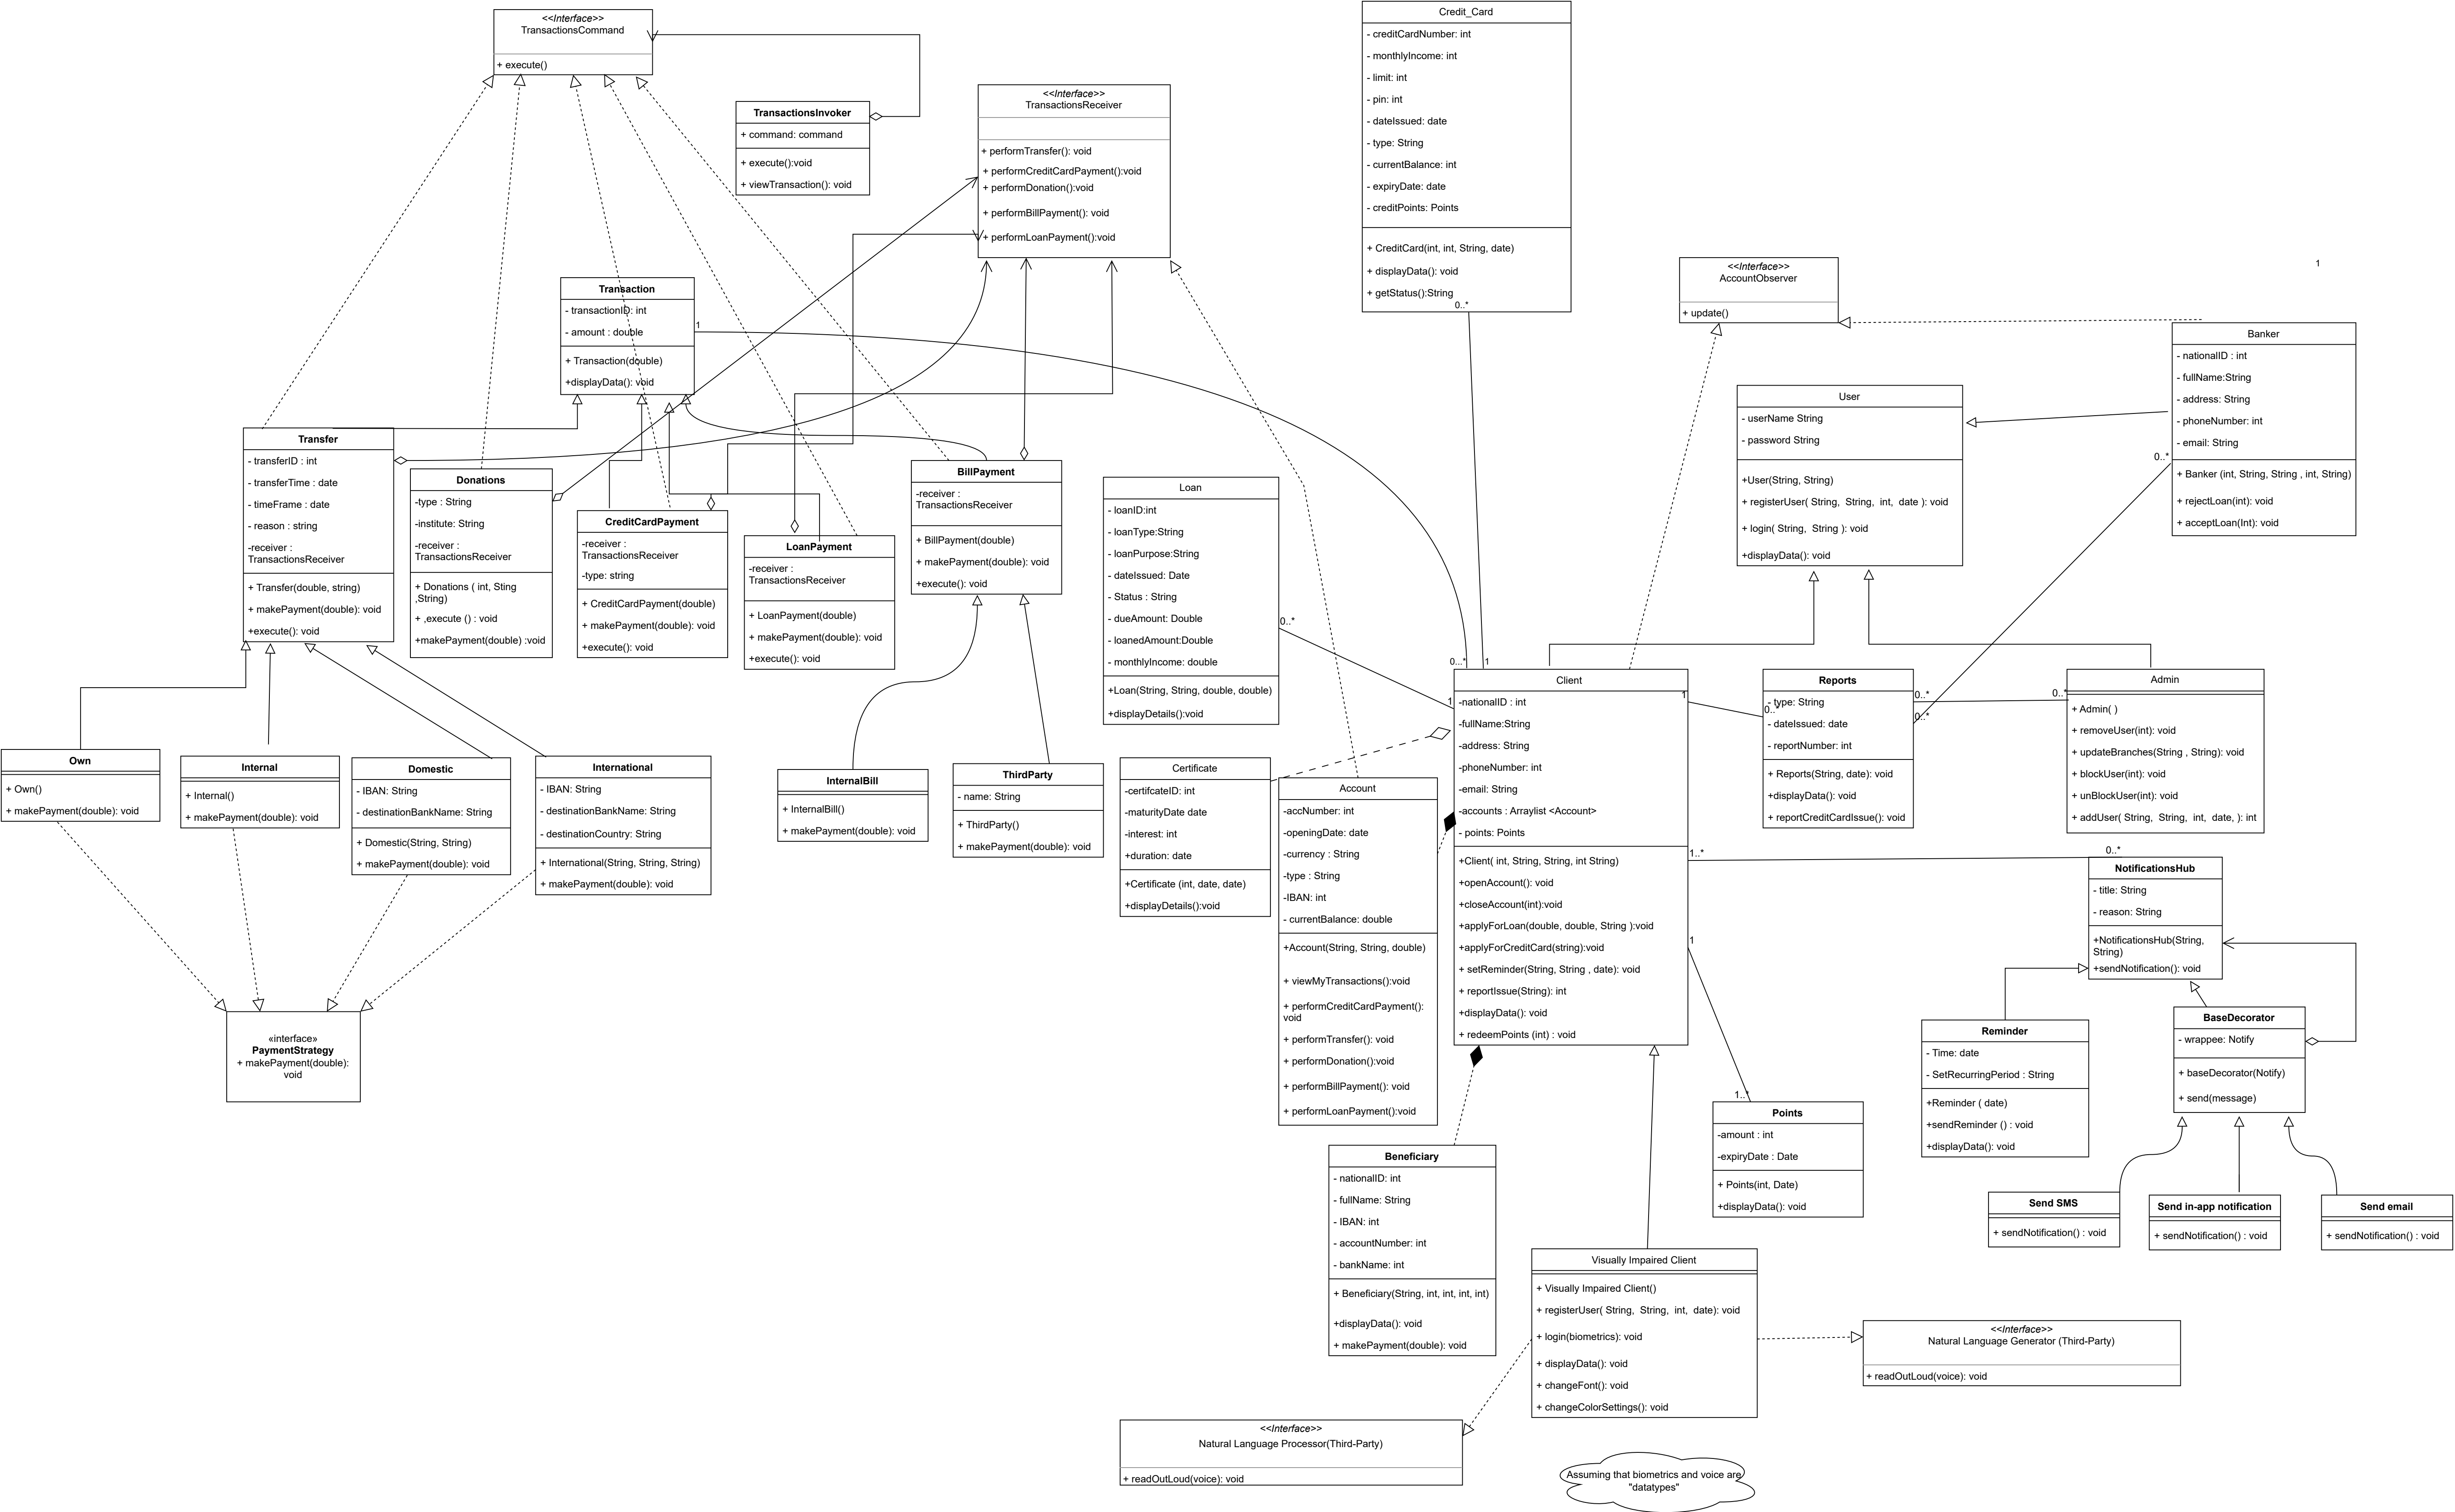 <<Interface>>
TransactionsCommand
+ execute()
TransactionsInvoker
+ command: command
+ execute():void
+ viewTransaction(): void
<<Interface>>
TransactionsReceiver
+ performTransfer(): void
+ performCreditCardPayment():void
+ performDonation():void
+ performBillPayment(): void
+ performLoanPayment():void
Credit_Card
- creditCardNumber: int
- monthlyIncome: int
- limit: int
- pin: int
- dateIssued: date
- type: String
- currentBalance: int
- expiryDate: date
- creditPoints: Points
+ CreditCard(int, int, String, date)
+ displayData(): void
+ getStatus():String
0..*
<<Interface>>
AccountObserver
+ update()
1
Banker
- nationalID : int
- fullName:String
- address: String
- phoneNumber: int
- email: String
0..*
+ Banker (int, String, String , int, String)
+ rejectLoan(int): void
+ acceptLoan(Int): void
User
- userName String
- password String
+User(String, String)
+ registerUser( String,  String,  int,  date ): void
+ login( String,  String ): void
+displayData(): void
Transaction
- transactionID: int
- amount : double
1
+ Transaction(double)
+displayData(): void
Transfer
- transferID : int
- transferTime : date
- timeFrame : date
- reason : string
-receiver :
TransactionsReceiver
+ Transfer(double, string)
+ makePayment(double): void
+execute(): void
Donations
-type : String
-institute: String
-receiver :
TransactionsReceiver
+ Donations ( int, Sting
,String)
+ ,execute () : void
+makePayment(double) :void
CreditCardPayment
-receiver :
TransactionsReceiver
-type: string
+ CreditCardPayment(double)
+ makePayment(double): void
+execute(): void
LoanPayment
-receiver :
TransactionsReceiver
+ LoanPayment(double)
+ makePayment(double): void
+execute(): void
BillPayment
-receiver :
TransactionsReceiver
+ BillPayment(double)
+ makePayment(double): void
+execute(): void
Loan
- loanID:int
- loanType:String
- loanPurpose:String
- dateIssued: Date
- Status : String
- dueAmount: Double
- loanedAmount:Double
- monthlyIncome: double
+Loan(String, String, double, double)
+displayDetails():void
0..*
0...*
1
1
Client
-nationalID : int
-fullName:String
-address: String
-phoneNumber: int
-email: String
-accounts : Arraylist <Account>
- points: Points
+Client( int, String, String, int String)
+openAccount(): void
+closeAccount(int):void
+applyForLoan(double, double, String ):void
+applyForCreditCard(string):void
+ setReminder(String, String , date): void
+ reportIssue(String): int
+displayData(): void
+ redeemPoints (int) : void
1
0..*
1..*
1
Reports
- type: String
- dateIssued: date
- reportNumber: int
+ Reports(String, date): void
+displayData(): void
+ reportCreditCardIssue(): void
0..*
0..*
0..*
Admin
+ Admin( )
+ removeUser(int): void
+ updateBranches(String , String): void
+ blockUser(int): void
+ unBlockUser(int): void
+ addUser( String,  String,  int,  date, ): int
Own
+ Own()
+ makePayment(double): void
Internal
+ Internal()
+ makePayment(double): void
Domestic
- IBAN: String
- destinationBankName: String
+ Domestic(String, String)
+ makePayment(double): void
International
- IBAN: String
- destinationBankName: String
- destinationCountry: String
+ International(String, String, String)
+ makePayment(double): void
InternalBill
+ InternalBill()
+ makePayment(double): void
ThirdParty
- name: String
+ ThirdParty()
+ makePayment(double): void
Certificate
-certifcateID: int
-maturityDate date
-interest: int
+duration: date
+Certificate (int, date, date)
+displayDetails():void
Account
-accNumber: int
-openingDate: date
-currency : String
-type : String
-IBAN: int
- currentBalance: double
+Account(String, String, double)
+ viewMyTransactions():void
+ performCreditCardPayment():
void
+ performTransfer(): void
+ performDonation():void
+ performBillPayment(): void
+ performLoanPayment():void
0..*
NotificationsHub
- title: String
- reason: String
+NotificationsHub(String,
String)
+sendNotification(): void
«interface»
PaymentStrategy
+ makePayment(double):
void
Reminder
- Time: date
- SetRecurringPeriod : String
+Reminder ( date)
+sendReminder () : void
+displayData(): void
BaseDecorator
- wrappee: Notify
+ baseDecorator(Notify)
+ send(message)
1..*
Points
-amount : int
-expiryDate : Date
+ Points(int, Date)
+displayData(): void
Beneficiary
- nationalID: int
- fullName: String
- IBAN: int
- accountNumber: int
- bankName: int
+ Beneficiary(String, int, int, int, int)
+displayData(): void
+ makePayment(double): void
Send SMS
+ sendNotification() : void
Send in-app notification
+ sendNotification() : void
Send email
+ sendNotification() : void
Visually Impaired Client
+ Visually Impaired Client()
+ registerUser( String,  String,  int,  date): void
+ login(biometrics): void
+ displayData(): void
+ changeFont(): void
+ changeColorSettings(): void
<<Interface>>
Natural Language Generator (Third-Party)
+ readOutLoud(voice): void
<<Interface>>
Natural Language Processor(Third-Party)
+ readOutLoud(voice): void
Assuming that biometrics and voice are
"datatypes"